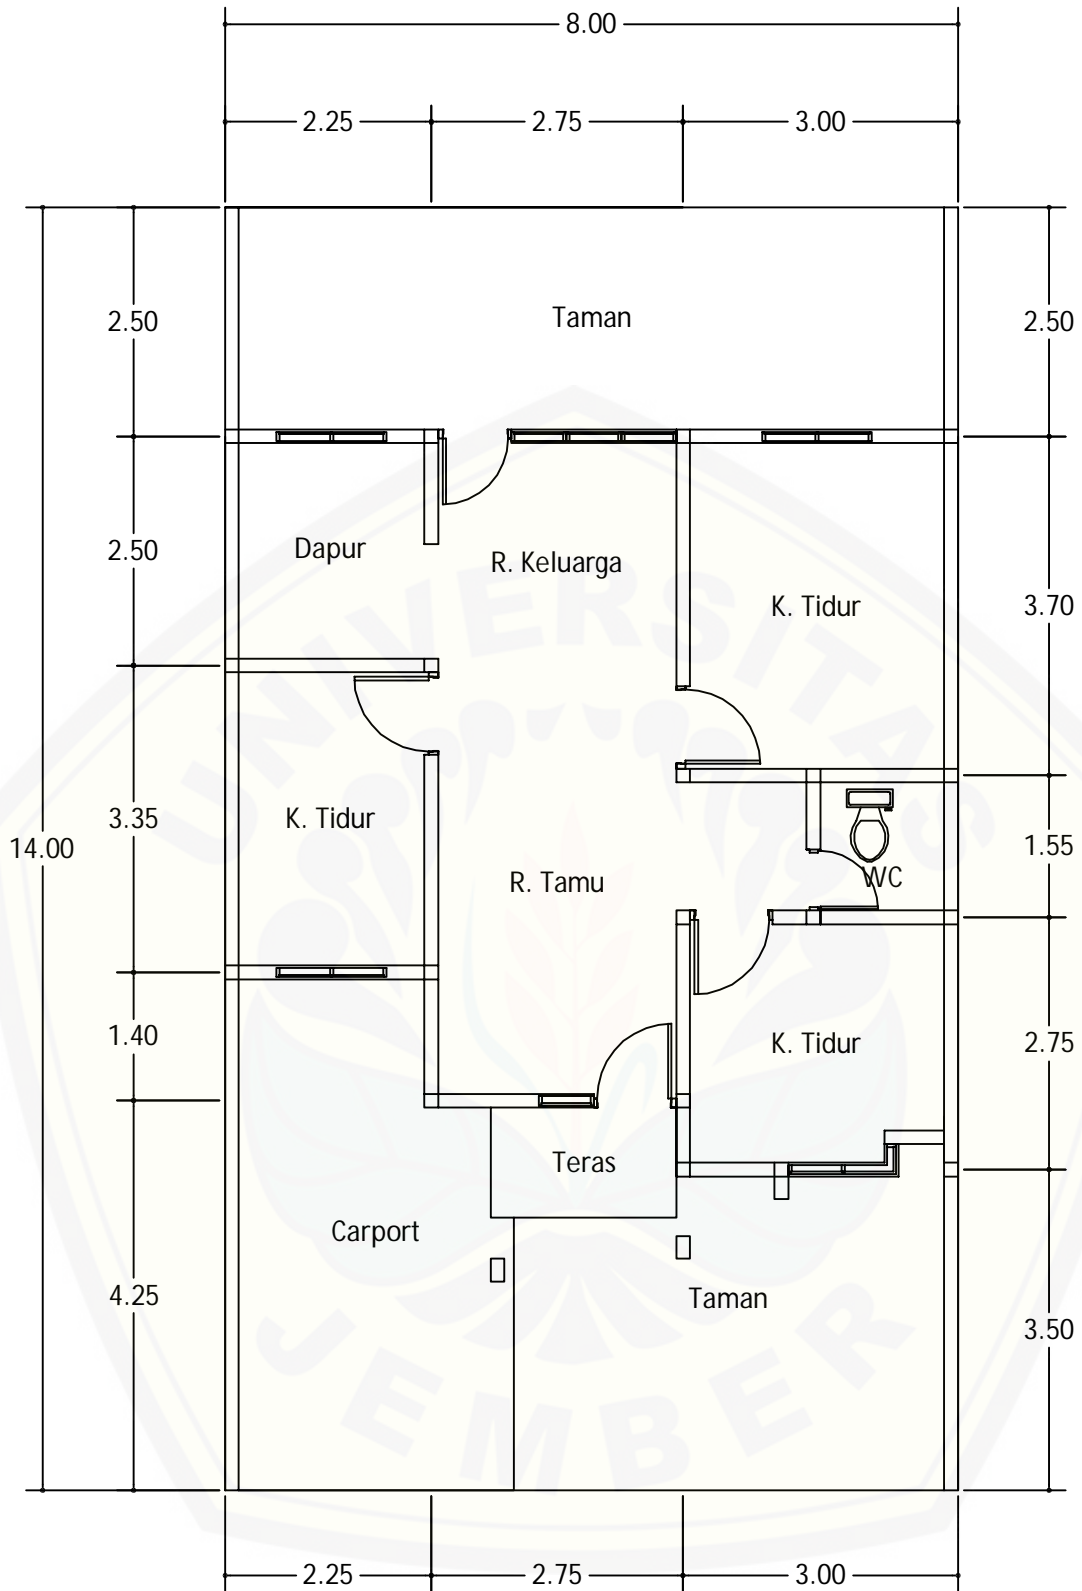 8.00
2.25
2.75
3.00
2.50
Taman
2.50
2.50
Dapur
R. Keluarga
K. Tidur
3.70
14.00
3.35
K. Tidur
R. Tamu
WC
1.55
1.40
K. Tidur
2.75
Teras
Carport
4.25
Taman
3.50
2.25
2.75
3.00
UNIVERSITAS
JEMBER